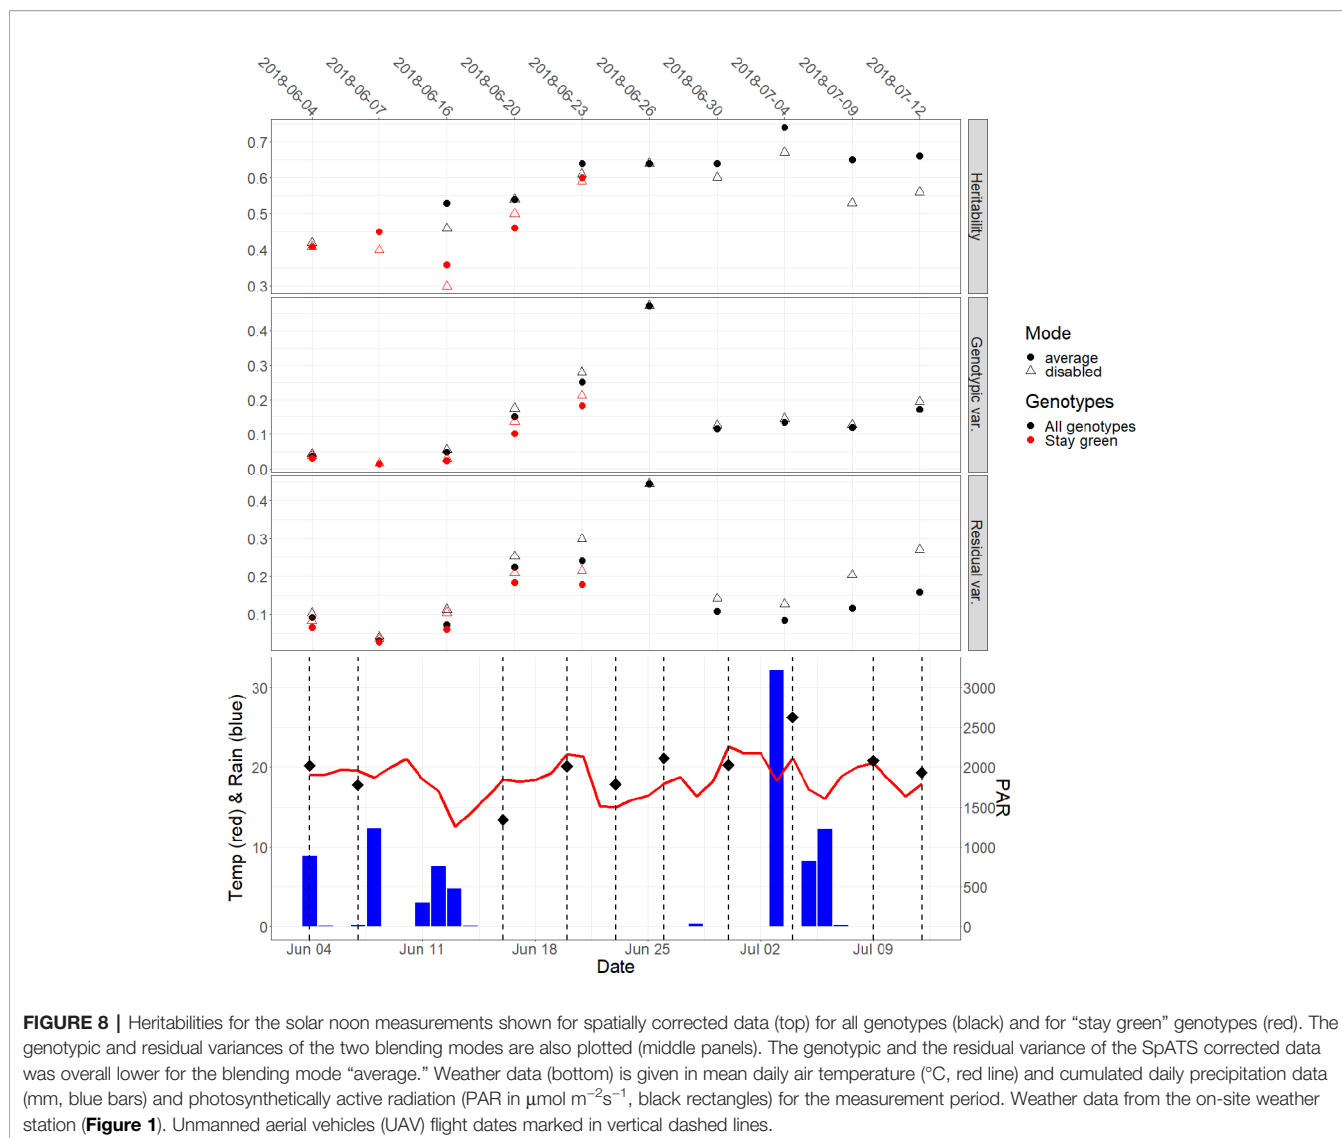 2018-06-04
2018-06-07
2018-06-16
2018-06-20
2018-06-23
2018-06-26
2018-06-30
2018-07-04
2018-07-09
2018-07-12
0.7
0.6
0.5
0.4
0.3
Heritability
0.4
0.3
0.2
0.1
0.0
Genotypic var.
0.4
0.3
0.2
0.1
Residual var.
Mode
average
disabled
Genotypes
All genotypes
Stay green
Temp (red) & Rain (blue)
30
20
10
0
3000
2500
2000
1500
1000
500
0
PAR
Jun 04
Jun 11
Jun 18
Jun 25
Jul 02
Jul 09
Date
FIGURE 8 | Heritabilities for the solar noon measurements shown for spatially corrected data (top) for all genotypes (black) and for “stay green” genotypes (red). The
genotypic and residual variances of the two blending modes are also plotted (middle panels). The genotypic and the residual variance of the SpATS corrected data
was overall lower for the blending mode “average.” Weather data (bottom) is given in mean daily air temperature (°C, red line) and cumulated daily precipitation data
(mm, blue bars) and photosynthetically active radiation (PAR in μmol m−2s−1, black rectangles) for the measurement period. Weather data from the on-site weather
station (Figure 1). Unmanned aerial vehicles (UAV) flight dates marked in vertical dashed lines.